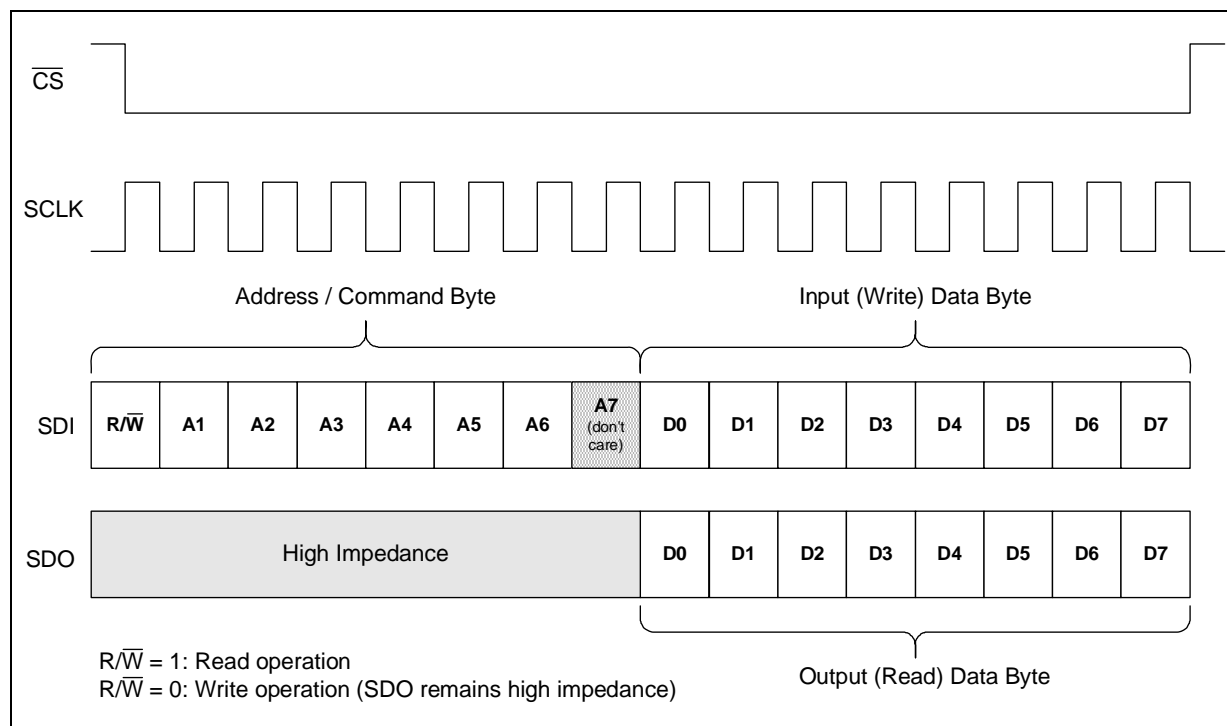 C̅S̅
SCLK
Address / Command Byte Input (Write) Data Byte
SDI R/W̅ A1 A2 A3 A4 A5 A6 A7 (don't care) D0 D1 D2 D3 D4 D5 D6 D7
SDO High Impedance D0 D1 D2 D3 D4 D5 D6 D7
R/W̅ = 1: Read operation
R/W̅ = 0: Write operation (SDO remains high impedance)
Output (Read) Data Byte